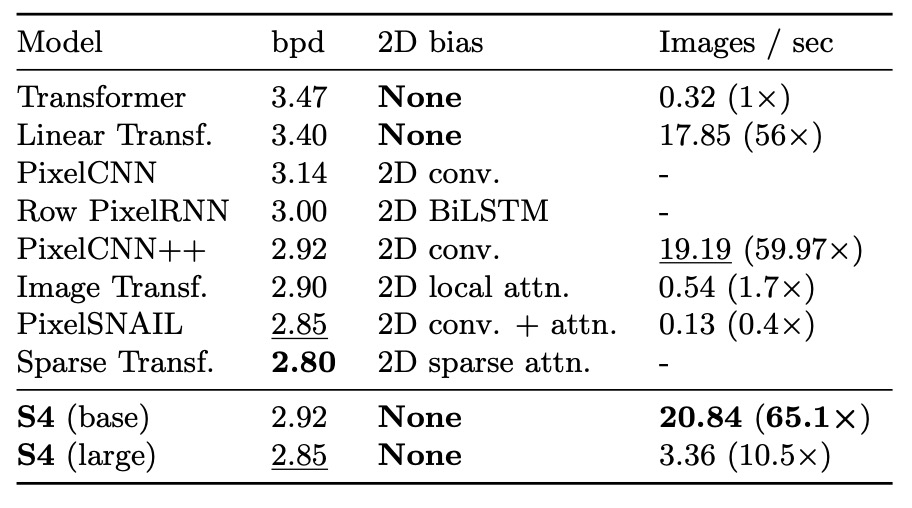 Model bpd 2D bias Images / sec
Transformer 3.47 None 0.32 (1×)
Linear Transf. 3.40 None 17.85 (56×)
PixelCNN 3.14 2D conv. -
Row PixelRNN 3.00 2D BiLSTM -
PixelCNN++ 2.92 2D conv. 19.19 (59.97×)
Image Transf. 2.90 2D local attn. 0.54 (1.7×)
PixelSNAIL 2.85 2D conv. + attn. 0.13 (0.4×)
Sparse Transf. 2.80 2D sparse attn. -
S4 (base) 2.92 None 20.84 (65.1×)
S4 (large) 2.85 None 3.36 (10.5×)